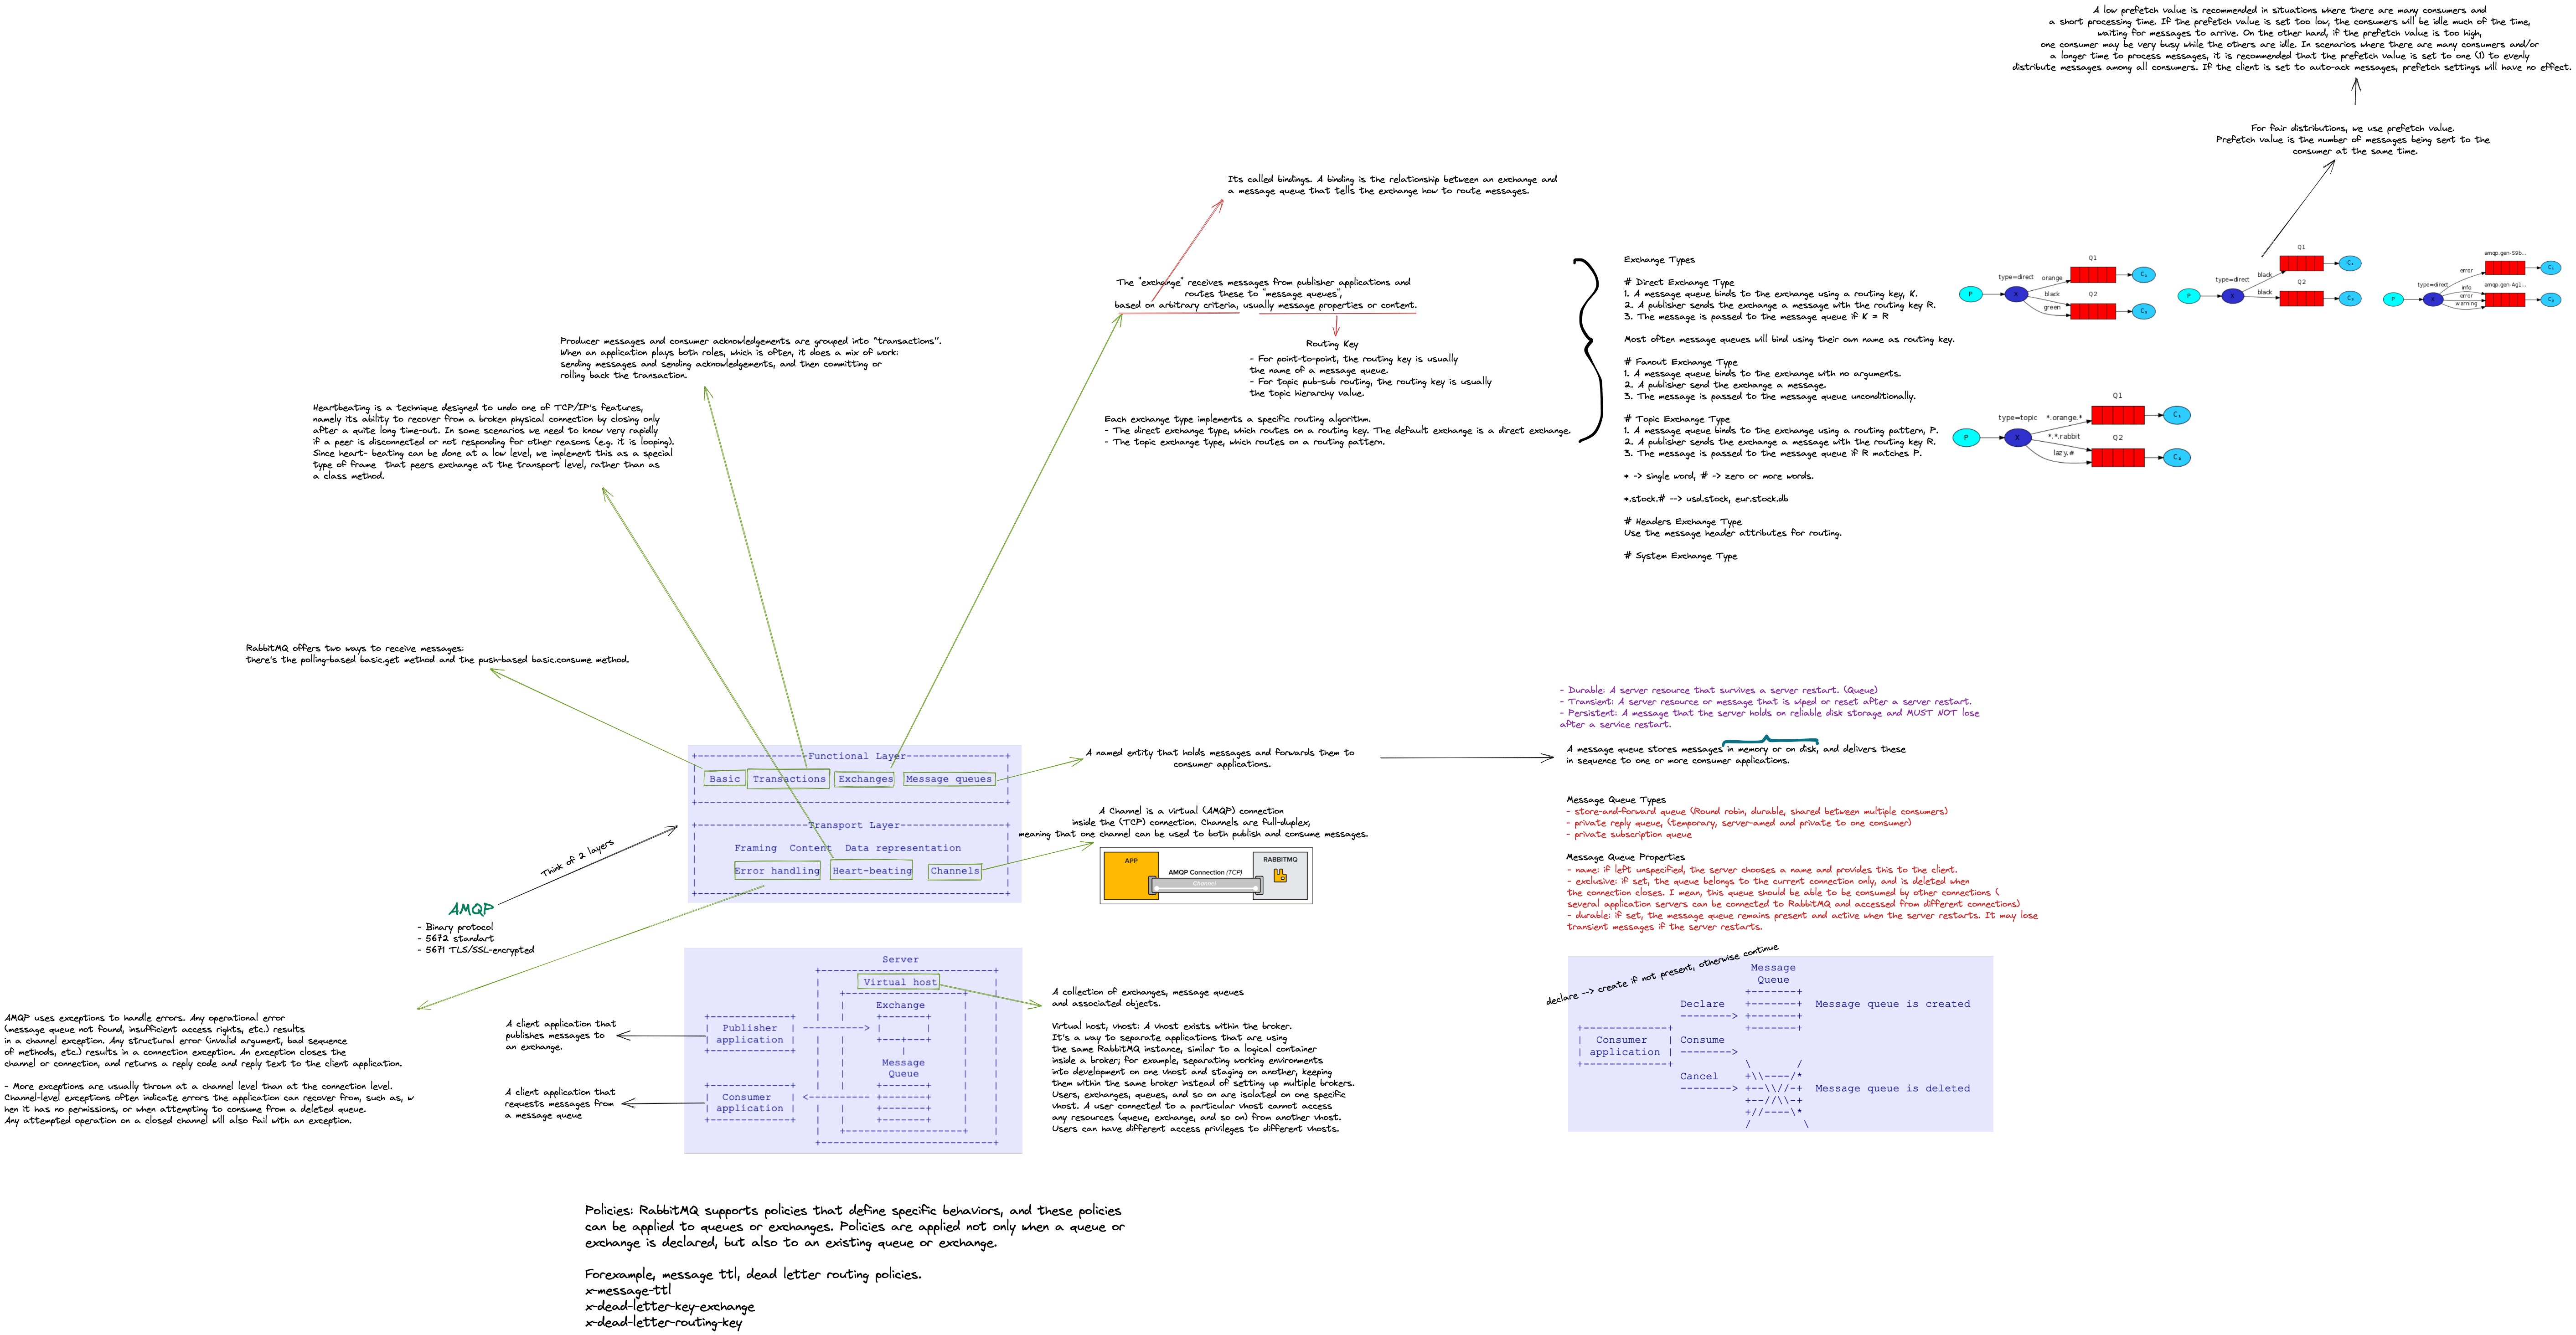 A low prefetch value is recommended in situations where there are many consumers and
a short processing time. If the prefetch value is set too low, the consumers will be idle much of the time,
waiting for messages to arrive. On the other hand, if the prefetch value is too high,
one consumer may be very busy while the others are idle. In scenarios where there are many consumers and/or
a longer time to process messages, it is recommended that the prefetch value is set to one (1) to evenly
distribute messages among all consumers. If the client is set to auto-ack messages, prefetch settings will have no effect.
For fair distributions, we use prefetch value.
Prefetch value is the number of messages being sent to the
consumer at the same time.
Its called bindings. A binding is the relationship between an exchange and
a message queue that tells the exchange how to route messages.
The "exchange" receives messages from publisher applications and
routes these to "message queues",
based on arbitrary criteria, usually message properties or content.
Routing Key
- For point-to-point, the routing key is usually
the name of a message queue.
- For topic pub-sub routing, the routing key is usually
the topic hierarchy value.
Each exchange type implements a specific routing algorithm.
- The direct exchange type, which routes on a routing key. The default exchange is a direct exchange.
- The topic exchange type, which routes on a routing pattern.
Exchange Types
# Direct Exchange Type
1. A message queue binds to the exchange using a routing key, K.
2. A publisher sends the exchange a message with the routing key R.
3. The message is passed to the message queue if K = R
Most often message queues will bind using their own name as routing key.
# Fanout Exchange Type
1. A message queue binds to the exchange with no arguments.
2. A publisher send the exchange a message.
3. The message is passed to the message queue unconditionally.
# Topic Exchange Type
1. A message queue binds to the exchange using a routing pattern, P.
2. A publisher sends the exchange a message with the routing key R.
3. The message is passed to the message queue if R matches P.
* -> single word, # -> zero or more words.
*.stock.# --> usd.stock, eur.stock.db
# Headers Exchange Type
Use the message header attributes for routing.
# System Exchange Type
Q1
type=direct orange
P X C₁
black Q2
green
C₂
Q1
type=direct black
P X C₁
black Q2
C₂
amqp.gen-S9b...
error
type=direct
P X C₁
info
error
warning
amqp.gen-Ag1...
C₂
Q1
type=topic *.orange.*
P X C₁
*.*.rabbit Q2
lazy.#
C₂
Producer messages and consumer acknowledgements are grouped into "transactions".
When an application plays both roles, which is often, it does a mix of work:
sending messages and sending acknowledgements, and then committing or
rolling back the transaction.
Heartbeating is a technique designed to undo one of TCP/IP's features,
namely its ability to recover from a broken physical connection by closing only
after a quite long time-out. In some scenarios we need to know very rapidly
if a peer is disconnected or not responding for other reasons (e.g. it is looping).
Since heart- beating can be done at a low level, we implement this as a special
type of frame that peers exchange at the transport level, rather than as
a class method.
RabbitMQ offers two ways to receive messages:
there's the polling-based basic.get method and the push-based basic.consume method.
Functional Layer
Basic Transactions Exchanges Message queues
Transport Layer
Framing Content Data representation
Error handling Heart-beating Channels
Think of 2 layers
AMQP
- Binary protocol
- 5672 standart
- 5671 TLS/SSL-encrypted
A named entity that holds messages and forwards them to
consumer applications.
A Channel is a virtual (AMQP) connection
inside the (TCP) connection. Channels are full-duplex,
meaning that one channel can be used to both publish and consume messages.
APP
RABBITMQ
AMQP Connection (TCP)
Channel
- Durable: A server resource that survives a server restart. (Queue)
- Transient: A server resource or message that is wiped or reset after a server restart.
- Persistent: A message that the server holds on reliable disk storage and MUST NOT lose
after a service restart.
A message queue stores messages in memory or on disk, and delivers these
in sequence to one or more consumer applications.
Message Queue Types
- store-and-forward queue (Round robin, durable, shared between multiple consumers)
- private reply queue, (temporary, server-amed and private to one consumer)
- private subscription queue
Message Queue Properties
- name: if left unspecified, the server chooses a name and provides this to the client.
- exclusive: if set, the queue belongs to the current connection only, and is deleted when
the connection closes. I mean, this queue should be able to be consumed by other connections (
several application servers can be connected to RabbitMQ and accessed from different connections)
- durable: if set, the message queue remains present and active when the server restarts. It may lose
transient messages if the server restarts.
declare --> create if not present, otherwise continue
Message
Queue
Declare Message queue is created
Consumer Consume
application
Cancel Message queue is deleted
AMQP uses exceptions to handle errors. Any operational error
(message queue not found, insufficient access rights, etc.) results
in a channel exception. Any structural error (invalid argument, bad sequence
of methods, etc.) results in a connection exception. An exception closes the
channel or connection, and returns a reply code and reply text to the client application.
- More exceptions are usually thrown at a channel level than at the connection level.
Channel-level exceptions often indicate errors the application can recover from, such as, w
hen it has no permissions, or when attempting to consume from a deleted queue.
Any attempted operation on a closed channel will also fail with an exception.
A client application that
publishes messages to
an exchange.
A client application that
requests messages from
a message queue
Server
Virtual host
Exchange
Publisher
application
Message
Queue
Consumer
application
A collection of exchanges, message queues
and associated objects.
Virtual host, vhost: A vhost exists within the broker.
It's a way to separate applications that are using
the same RabbitMQ instance, similar to a logical container
inside a broker; for example, separating working environments
into development on one vhost and staging on another, keeping
them within the same broker instead of setting up multiple brokers.
Users, exchanges, queues, and so on are isolated on one specific
vhost. A user connected to a particular vhost cannot access
any resources (queue, exchange, and so on) from another vhost.
Users can have different access privileges to different vhosts.
Policies: RabbitMQ supports policies that define specific behaviors, and these policies
can be applied to queues or exchanges. Policies are applied not only when a queue or
exchange is declared, but also to an existing queue or exchange.
Forexample, message ttl, dead letter routing policies.
x-message-ttl
x-dead-letter-key-exchange
x-dead-letter-routing-key